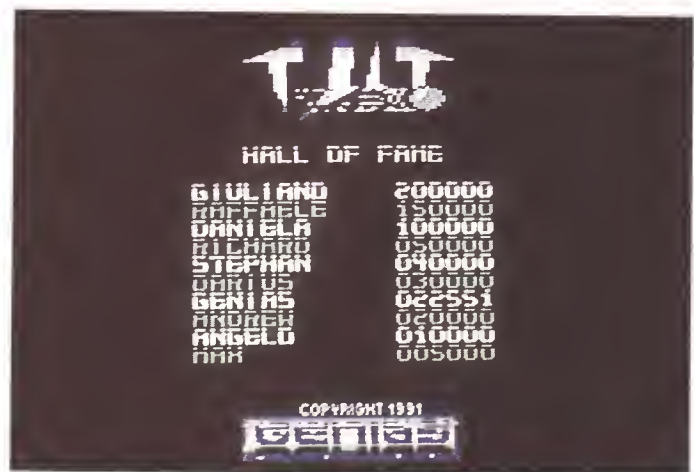 TILT
HALL OF FAME
GIULIANO 200000
RAFFAELE 150000
DANIELA 100000
RICHARD 050000
STEPHAN 040000
DARIUS 030000
GENIAS 022551
ANDREW 020000
ANGELO 010000
MAX 005000
COPYRIGHT 1991
GENIAS